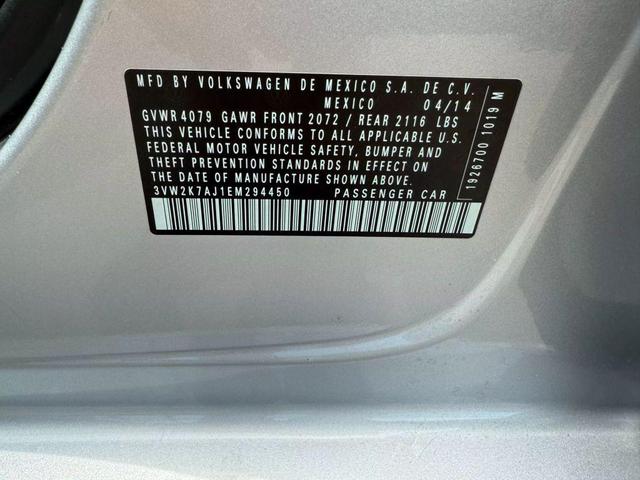 MFD BY VOLKSWAGEN DE MEXICO S.A. DE C.V.
MEXICO 04/14
GVWR 4079 GAWR FRONT 2072 / REAR 2116 LBS
THIS VEHICLE CONFORMS TO ALL APPLICABLE U.S.
FEDERAL MOTOR VEHICLE SAFETY, BUMPER AND
THEFT PREVENTION STANDARDS IN EFFECT ON
THE DATE OF MANUFACTURE SHOWN ABOVE.
3VW2K7AJ1EM294450 PASSENGER CAR
1926700 1019 M